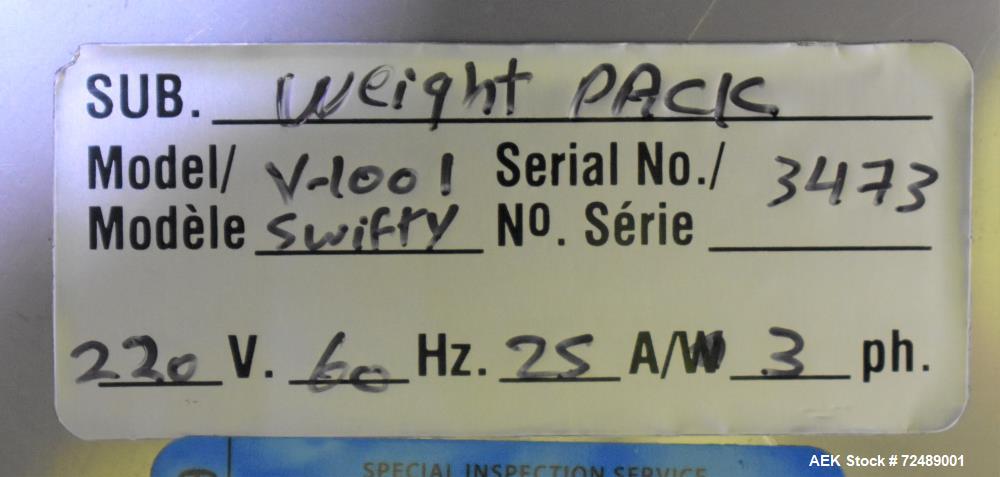 SUB. Weight PACK
Model/ V-1001 Serial No./ 3473
Modèle Swifty Nº. Série
220 V. 60 Hz. 25 A/W 3 ph.
SPECIAL INSPECTION SERVICE
AEK Stock # 72489001